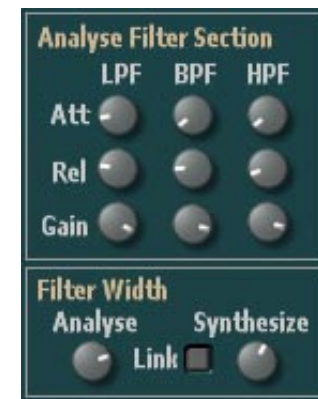 Analyse Filter Section
LPF BPF HPF
Att
Rel
Gain
Filter Width
Analyse Synthesize
Link